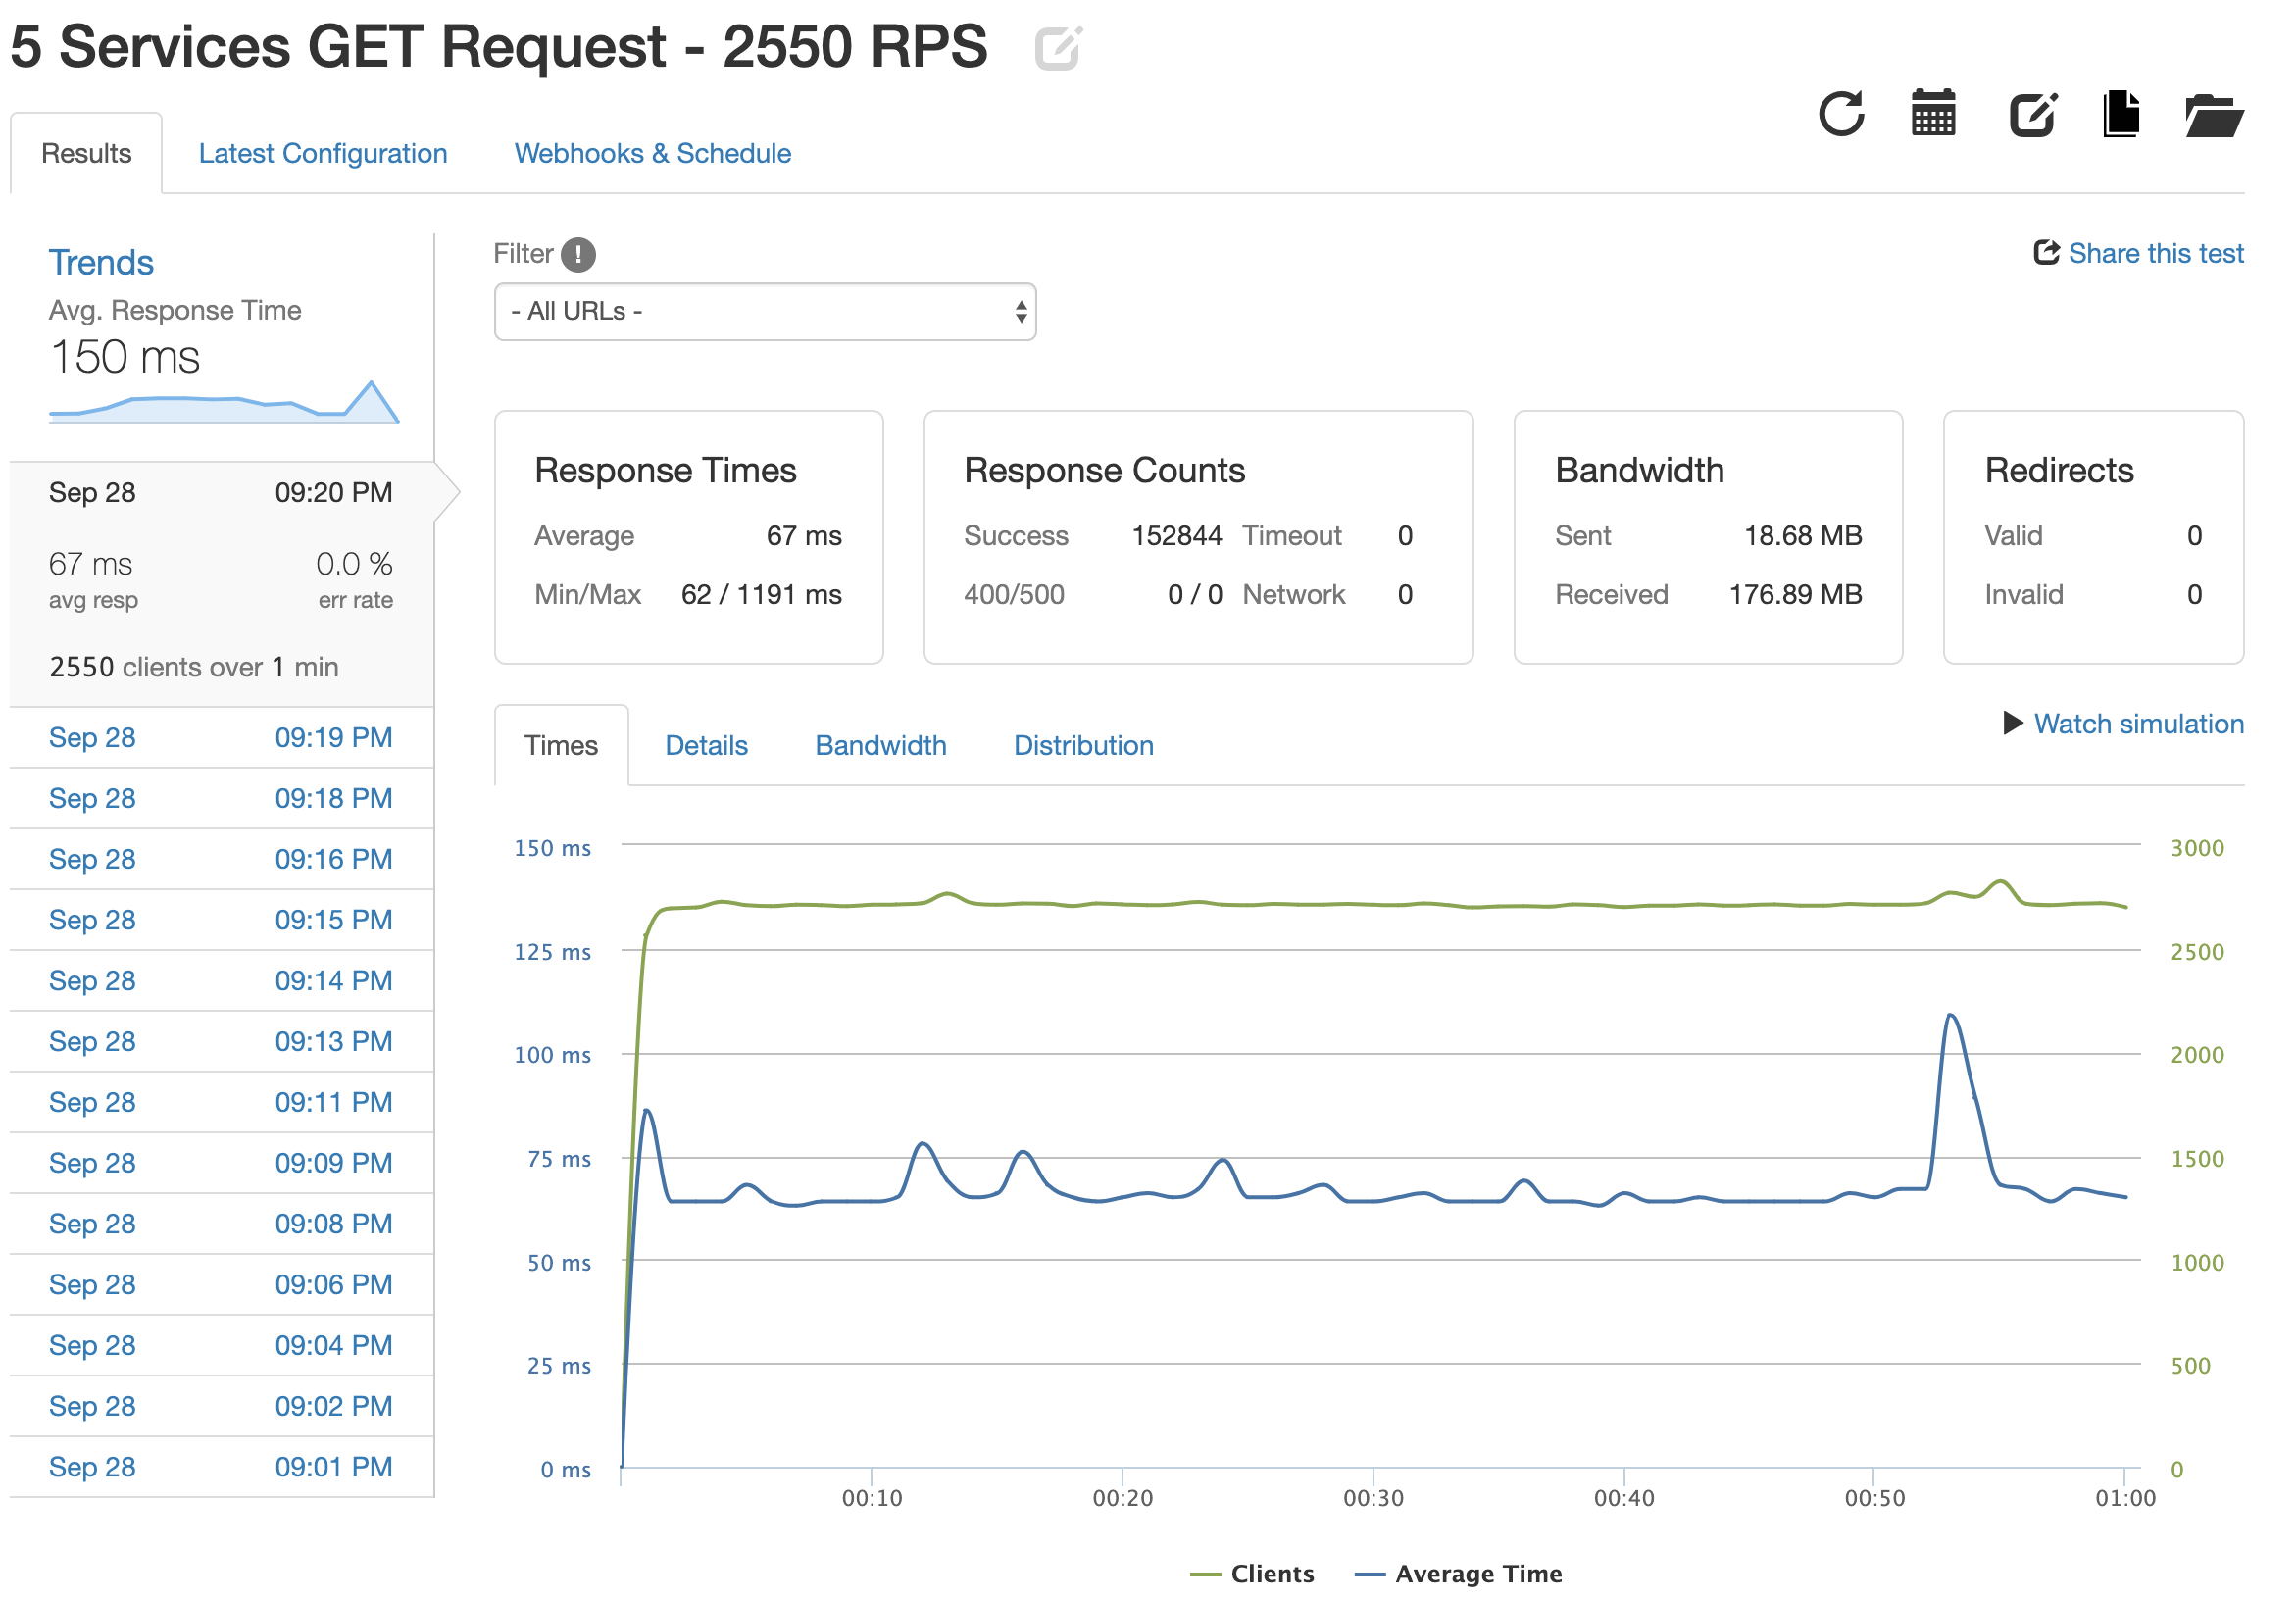 5 Services GET Request - 2550 RPS
Results Latest Configuration Webhooks & Schedule
Trends
Avg. Response Time
150 ms
Sep 28 09:20 PM
67 ms 0.0 %
avg resp err rate
2550 clients over 1 min
Sep 28 09:19 PM
Sep 28 09:18 PM
Sep 28 09:16 PM
Sep 28 09:15 PM
Sep 28 09:14 PM
Sep 28 09:13 PM
Sep 28 09:11 PM
Sep 28 09:09 PM
Sep 28 09:08 PM
Sep 28 09:06 PM
Sep 28 09:04 PM
Sep 28 09:02 PM
Sep 28 09:01 PM
Filter !
Share this test
- All URLs -
Response Times
Average 67 ms
Min/Max 62 / 1191 ms
Response Counts
Success 152844 Timeout 0
400/500 0 / 0 Network 0
Bandwidth
Sent 18.68 MB
Received 176.89 MB
Redirects
Valid 0
Invalid 0
Times Details Bandwidth Distribution
Watch simulation
150 ms 3000
125 ms 2500
100 ms 2000
75 ms 1500
50 ms 1000
25 ms 500
0 ms 0
00:10 00:20 00:30 00:40 00:50 01:00
Clients Average Time